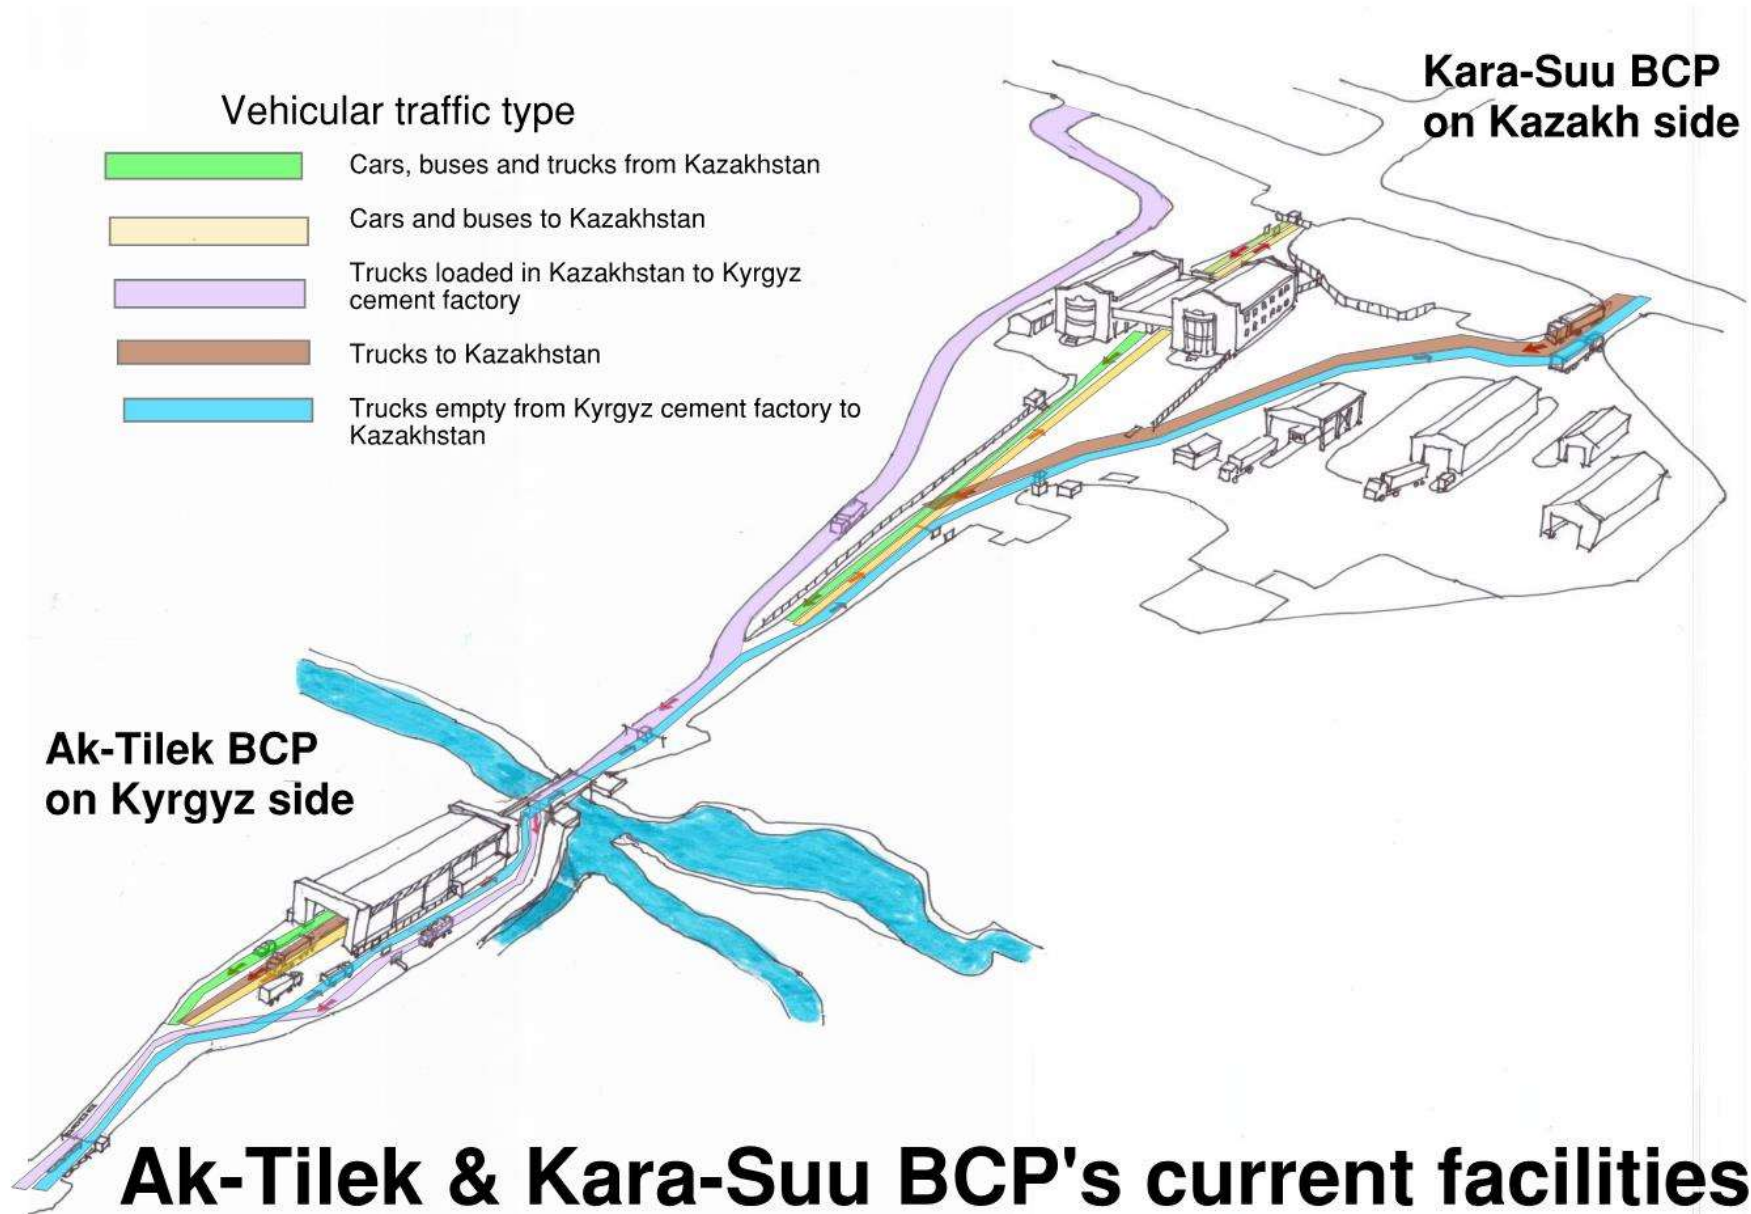 Kara-Suu BCP
on Kazakh side
Vehicular traffic type
Cars, buses and trucks from Kazakhstan
Cars and buses to Kazakhstan
Trucks loaded in Kazakhstan to Kyrgyz
cement factory
Trucks to Kazakhstan
Trucks empty from Kyrgyz cement factory to
Kazakhstan
Ak-Tilek BCP
on Kyrgyz side
Ak-Tilek & Kara-Suu BCP's current facilities